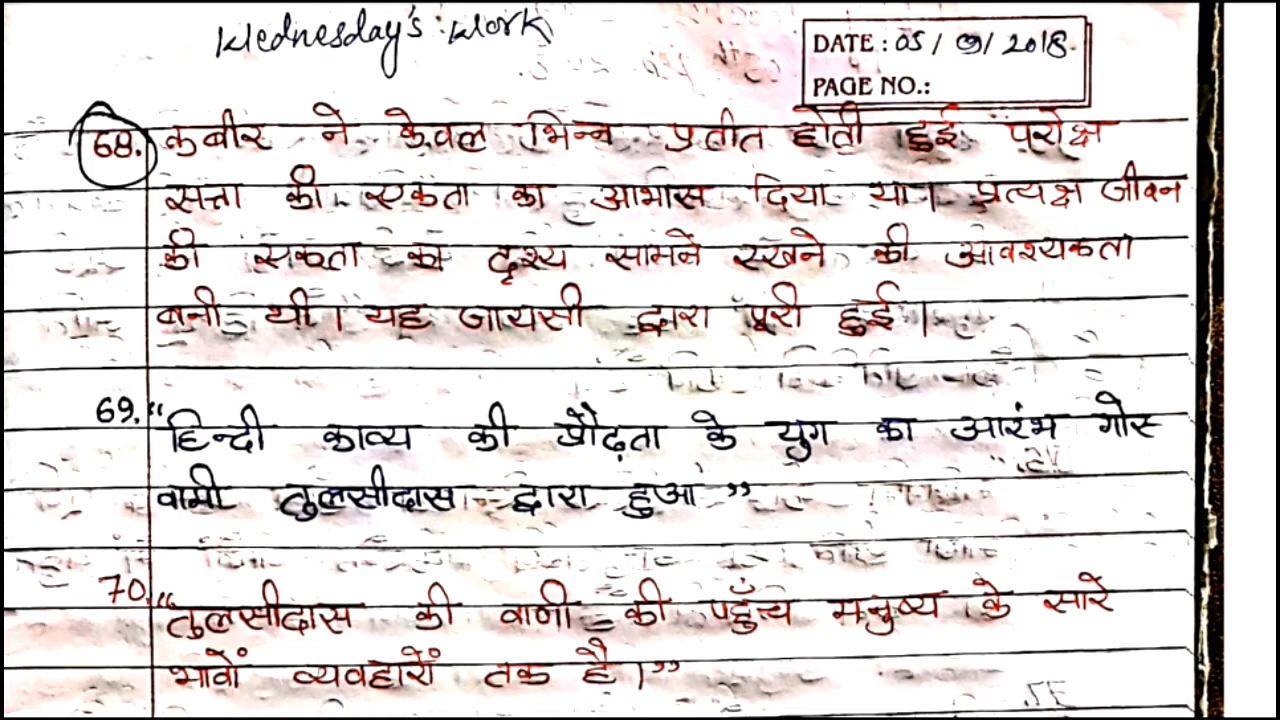 Wednesday's work
DATE: 05/9/2018.
PAGE NO.:
68. कबीर ने केवल भिन्न प्रतीत होती हुई परोक्ष
सत्ता की एकता का आभास दिया था। प्रत्यक्ष जीवन
की एकता का दृश्य सामने रखने की आवश्यकता
बनी थी। यह जायसी द्वारा पूरी हुई।
69. "हिन्दी काव्य की प्रौढ़ता के युग का आरंभ गोस
वामी तुलसीदास द्वारा हुआ"
70. "तुलसीदास की वाणी की पहुँच मनुष्य के सारे
भावों व्यवहारों तक है।"